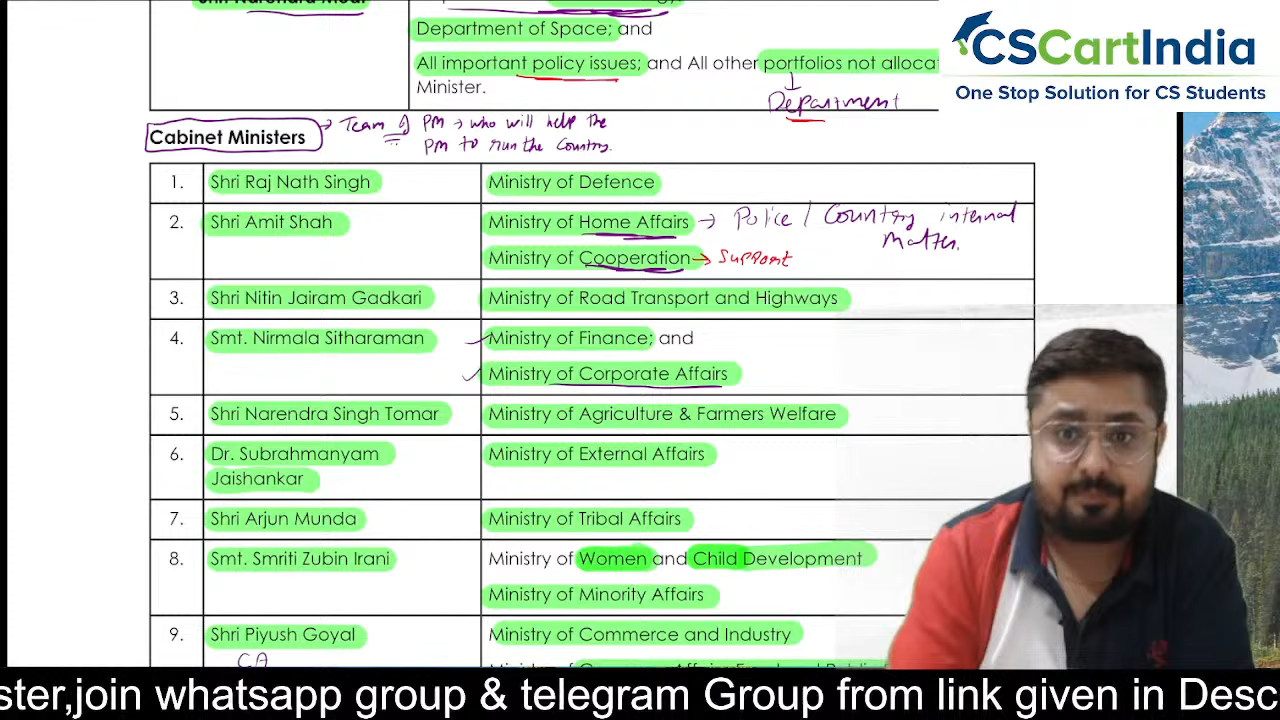 Shri Narendra Modi
Department of Space; and
All important policy issues; and All other portfolios not allocat
Minister.
Department
CSCartIndia
One Stop Solution for CS Students
Cabinet Ministers
Team of PM → who will help the
PM to run the Country.
1. Shri Raj Nath Singh Ministry of Defence
2. Shri Amit Shah Ministry of Home Affairs → Police / Country internal
Matter.
Ministry of Cooperation → Support
3. Shri Nitin Jairam Gadkari Ministry of Road Transport and Highways
4. Smt. Nirmala Sitharaman Ministry of Finance; and
Ministry of Corporate Affairs
5. Shri Narendra Singh Tomar Ministry of Agriculture & Farmers Welfare
6. Dr. Subrahmanyam Ministry of External Affairs
Jaishankar
7. Shri Arjun Munda Ministry of Tribal Affairs
8. Smt. Smriti Zubin Irani Ministry of Women and Child Development
Ministry of Minority Affairs
9. Shri Piyush Goyal Ministry of Commerce and Industry
CA
ster,join whatsapp group & telegram Group from link given in Desc